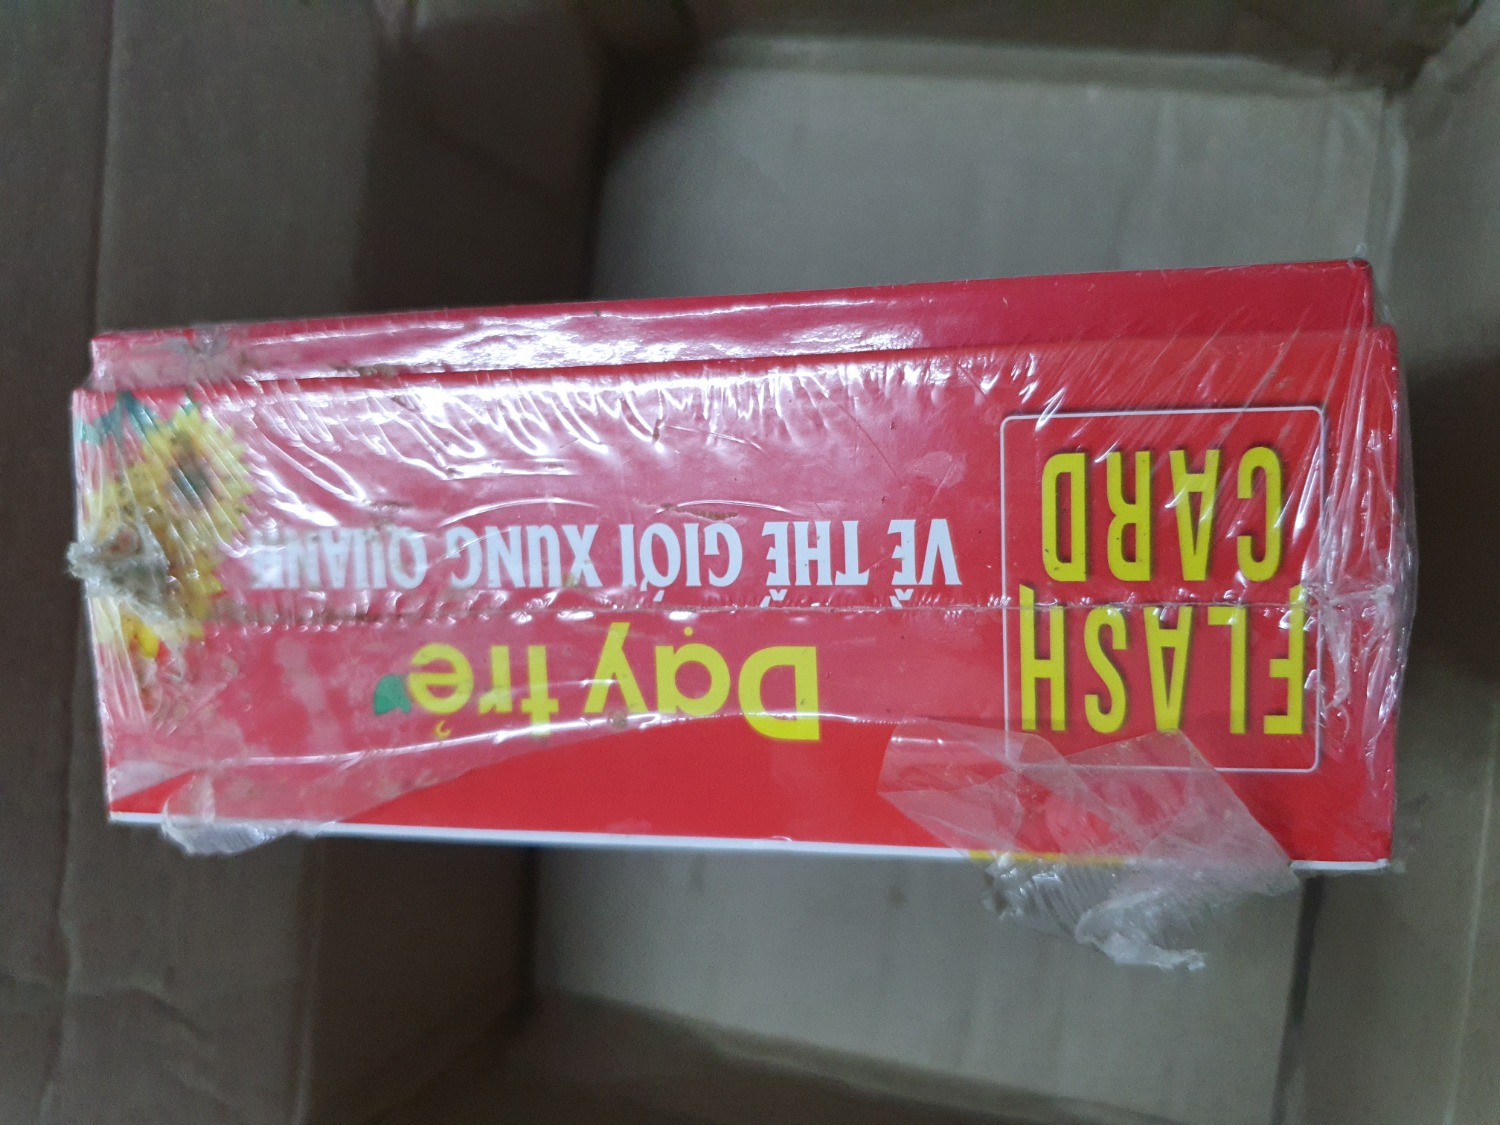 FLASH
CARD
Dạy trẻ
VỀ THẾ GIỚI XUNG QUANH